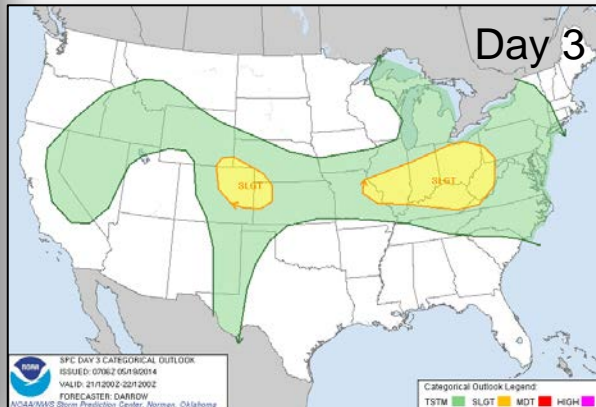 Day 3
SLGT
SLGT
NOAA
SPC DAY 3 CATEGORICAL OUTLOOK
ISSUED: 0706Z 05/19/2014
VALID: 21/1200Z-22/1200Z
FORECASTER: DARROW
NOAA/NWS Storm Prediction Center, Norman, Oklahoma
Categorical Outlook Legend:
TSTM SLGT MDT HIGH